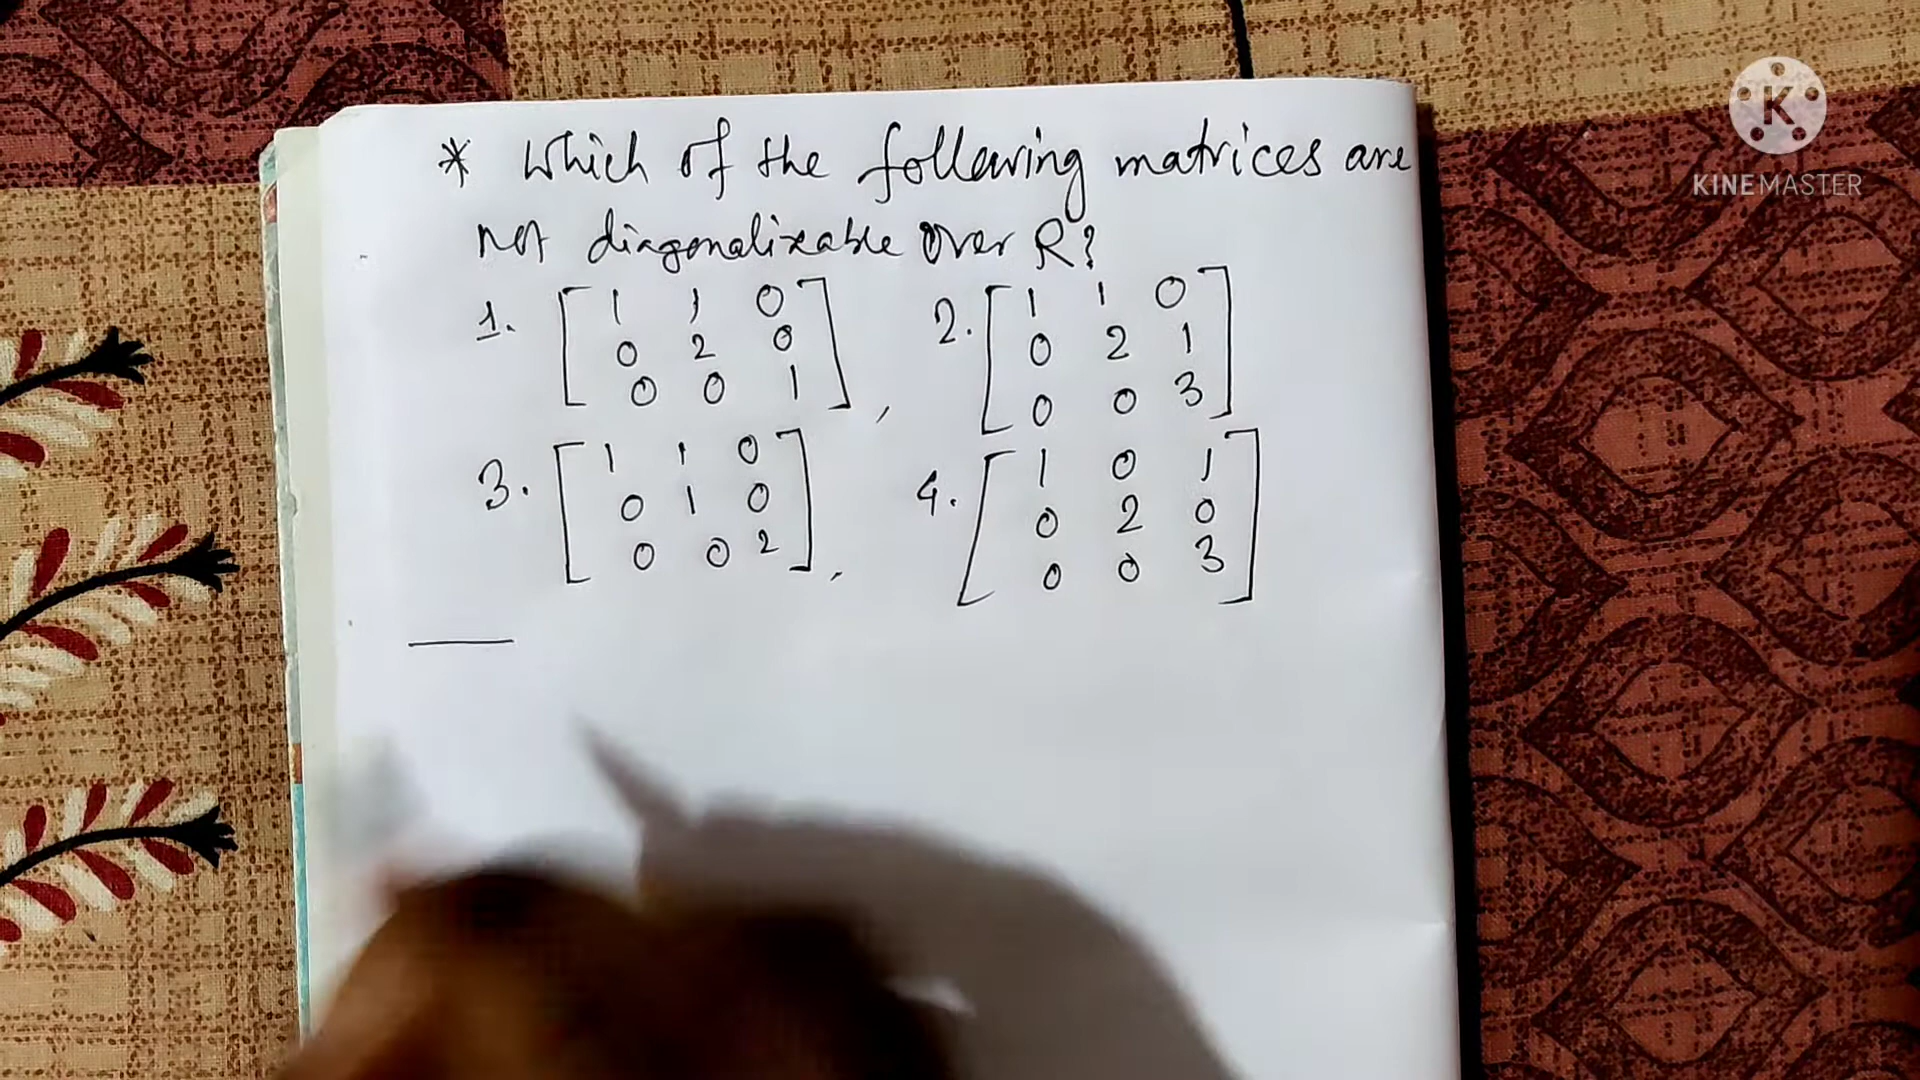 * Which of the following matrices are
not diagonalizable over R?
1. [ 1 1 0
0 2 0
0 0 1 ] ,
2. [ 1 1 0
0 2 1
0 0 3 ]
3. [ 1 1 0
0 1 0
0 0 2 ] ,
4. [ 1 0 1
0 2 0
0 0 3 ]
K
KINEMASTER